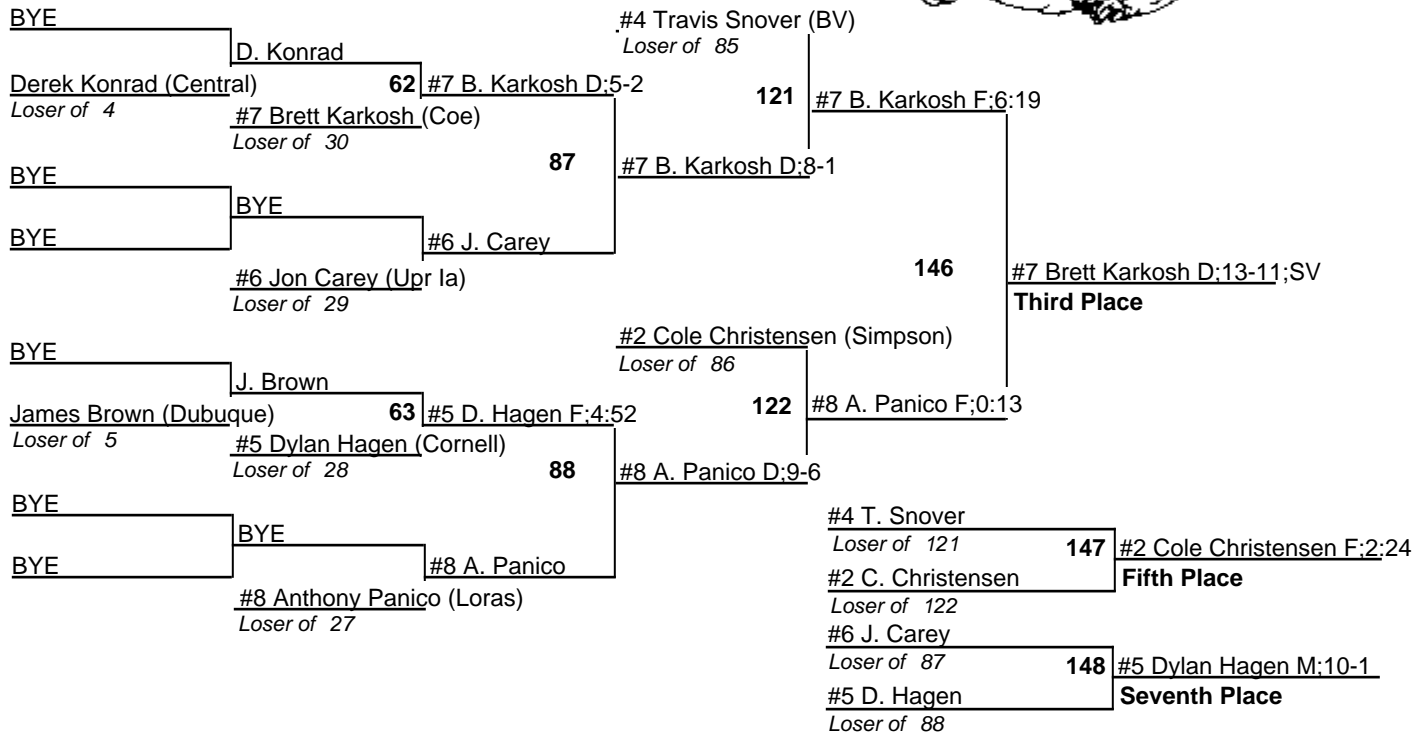 BYE
D. Konrad
Derek Konrad (Central)
Loser of 4
62
#7 B. Karkosh D;5-2
#7 Brett Karkosh (Coe)
Loser of 30
BYE
BYE
BYE
#6 J. Carey
#6 Jon Carey (Upr Ia)
Loser of 29
87
#7 B. Karkosh D;8-1
#4 Travis Snover (BV)
Loser of 85
121
#7 B. Karkosh F;6:19
BYE
J. Brown
James Brown (Dubuque)
Loser of 5
63
#5 D. Hagen F;4:52
#5 Dylan Hagen (Cornell)
Loser of 28
BYE
BYE
BYE
#8 A. Panico
#8 Anthony Panico (Loras)
Loser of 27
88
#8 A. Panico D;9-6
#2 Cole Christensen (Simpson)
Loser of 86
122
#8 A. Panico F;0:13
146
#7 Brett Karkosh D;13-11;SV
Third Place
#4 T. Snover
Loser of 121
147
#2 Cole Christensen F;2:24
#2 C. Christensen
Fifth Place
Loser of 122
#6 J. Carey
Loser of 87
148
#5 Dylan Hagen M;10-1
#5 D. Hagen
Seventh Place
Loser of 88